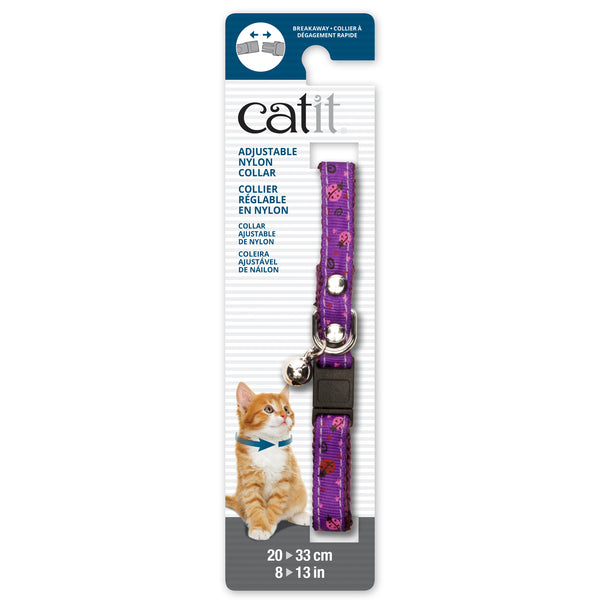 BREAKAWAY • COLLIER À
DÉGAGEMENT RAPIDE
catit®
ADJUSTABLE
NYLON
COLLAR
COLLIER
RÉGLABLE
EN NYLON
COLLAR
AJUSTABLE
DE NYLON
COLEIRA
AJUSTÁVEL
DE NÁILON
20 ▸ 33 cm
8 ▸ 13 in